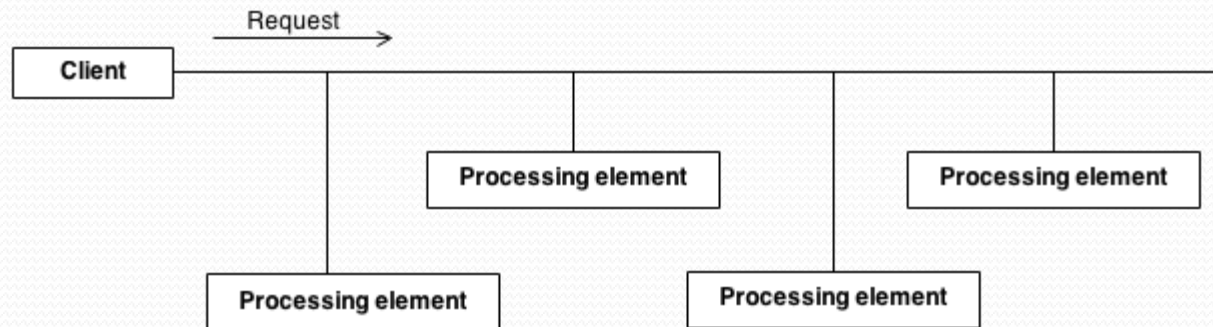 Request
Client
Processing element
Processing element
Processing element
Processing element